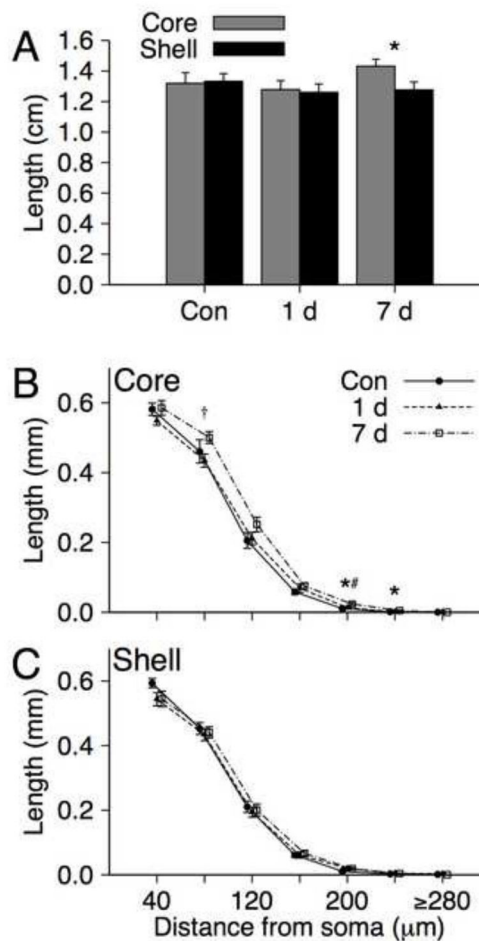 A
Core
Shell
*
Length (cm)
1.6
1.4
1.2
1.0
0.8
0.6
0.4
0.2
0.0
Con 1 d 7 d
B
Core
Con
1 d
7 d
†
*# *
Length (mm)
0.6
0.4
0.2
0.0
C
Shell
Length (mm)
0.6
0.4
0.2
0.0
40 120 200 ≥280
Distance from soma (μm)